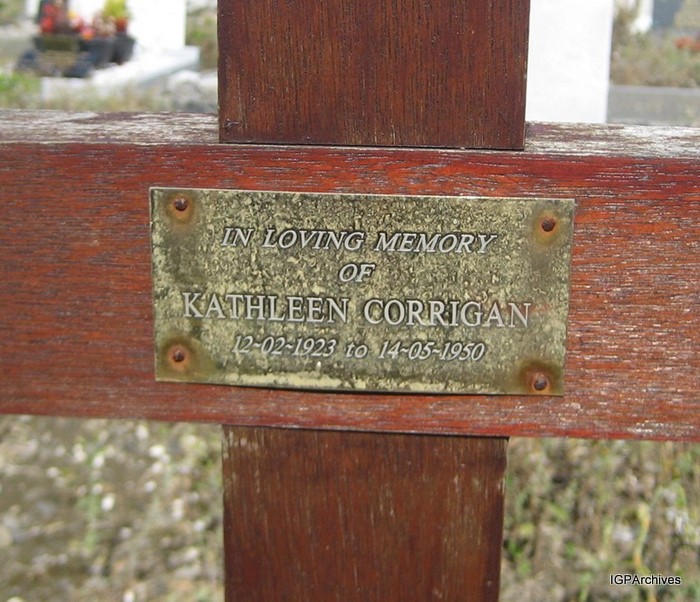 IN LOVING MEMORY
OF
KATHLEEN CORRIGAN
12~02~1923 to 14~05~1950
IGPArchives